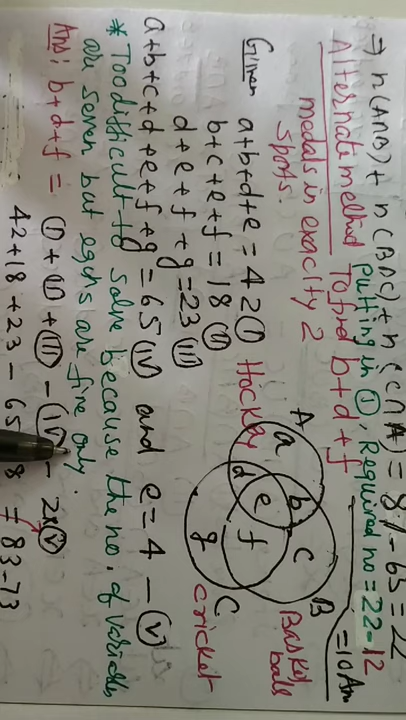 ⇒ n(A∩B) + n(B∩C) + n(C∩A) = 87 - 65 = 22
putting in ①, Required no = 22 - 12
= 10 Ans
Alternate method To find b+d+f
medals in exactly 2
sports.
Given a+b+d+e = 42 ①
b+c+e+f = 18 ②
d+e+f+g = 23 ③
a+b+c+d+e+f+g = 65 ④ and e = 4 — ⑤
* Too difficult to solve because the no. of variables
are seven but eqns are five only.
Ans: b+d+f = ① + ② + ③ - ④ - 2×⑤
42+18+23 - 65 8 = 83-73
Hockey
A
a
b
B
Basket
ball
d
e
c
f
g
C
Cricket